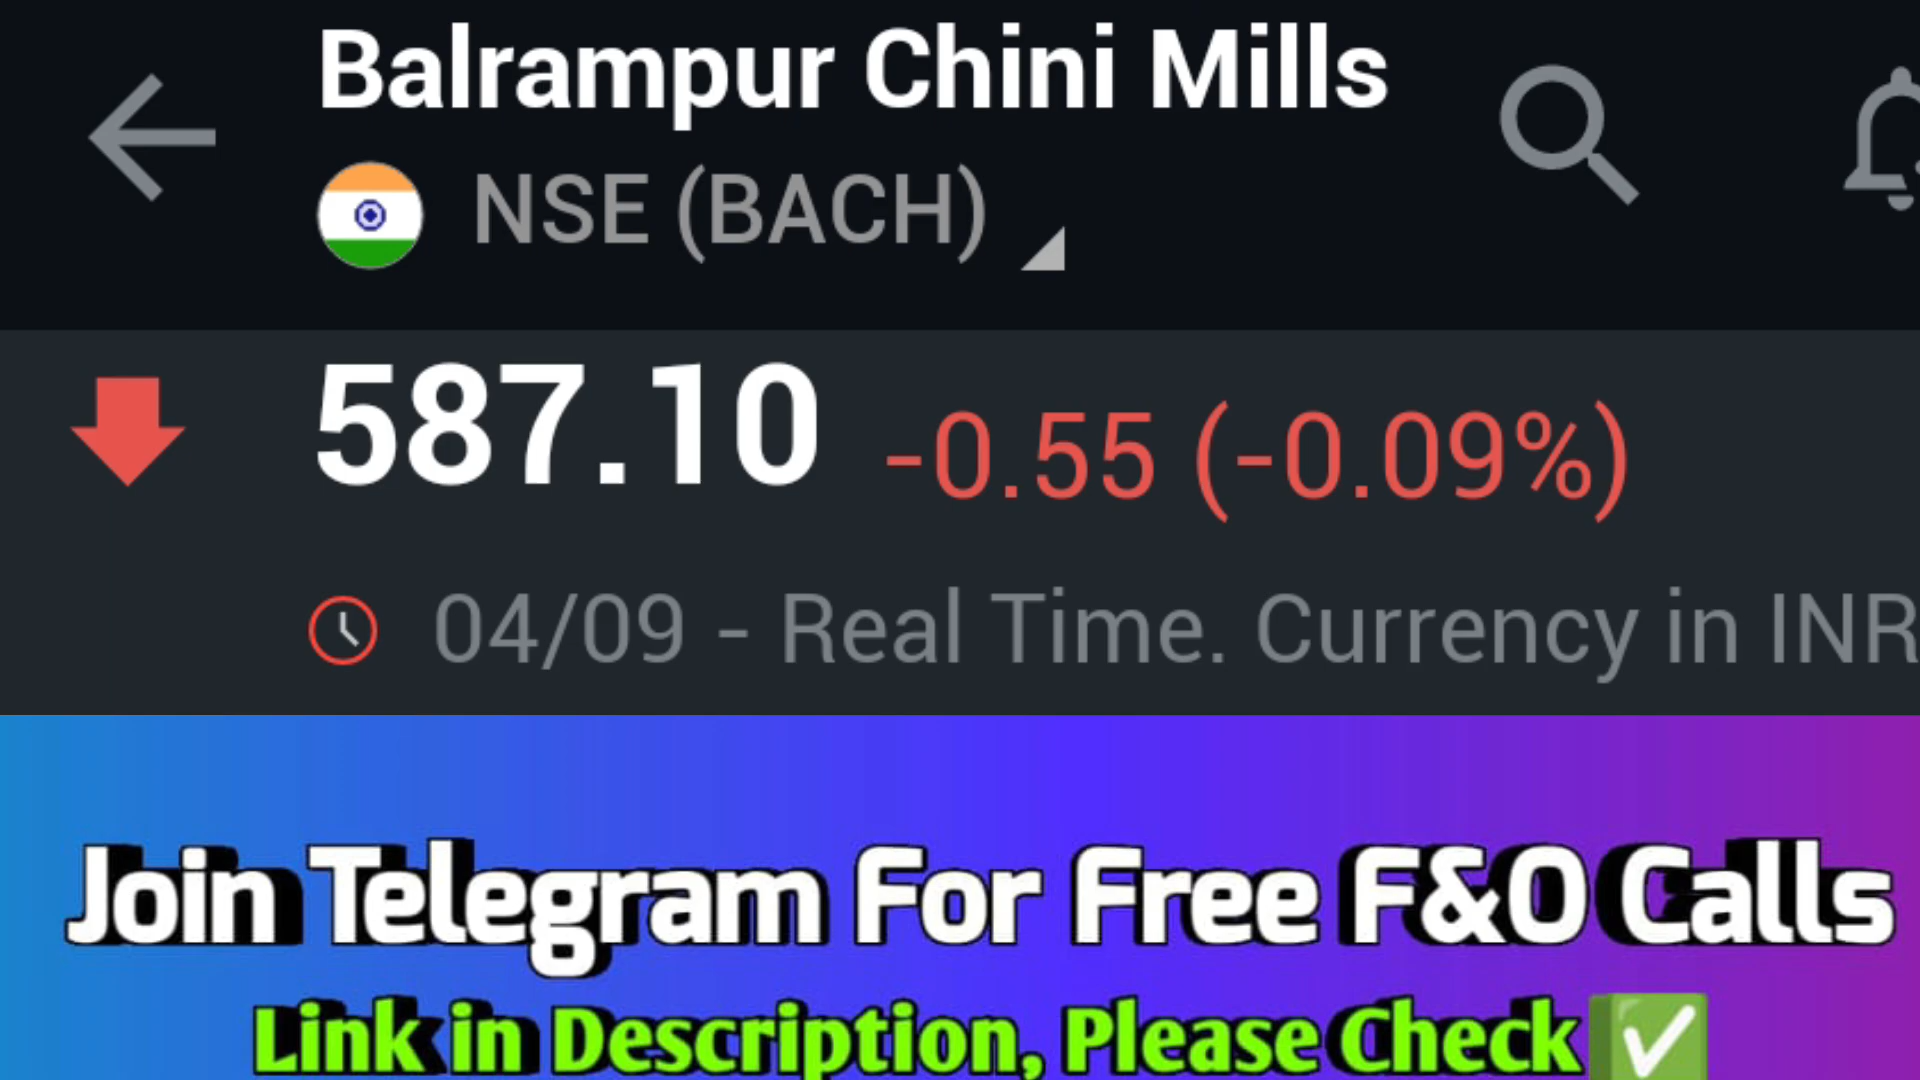 Balrampur Chini Mills
NSE (BACH)
587.10 -0.55 (-0.09%)
04/09 - Real Time. Currency in INR
Join Telegram For Free F&O Calls
Link in Description, Please Check ✅